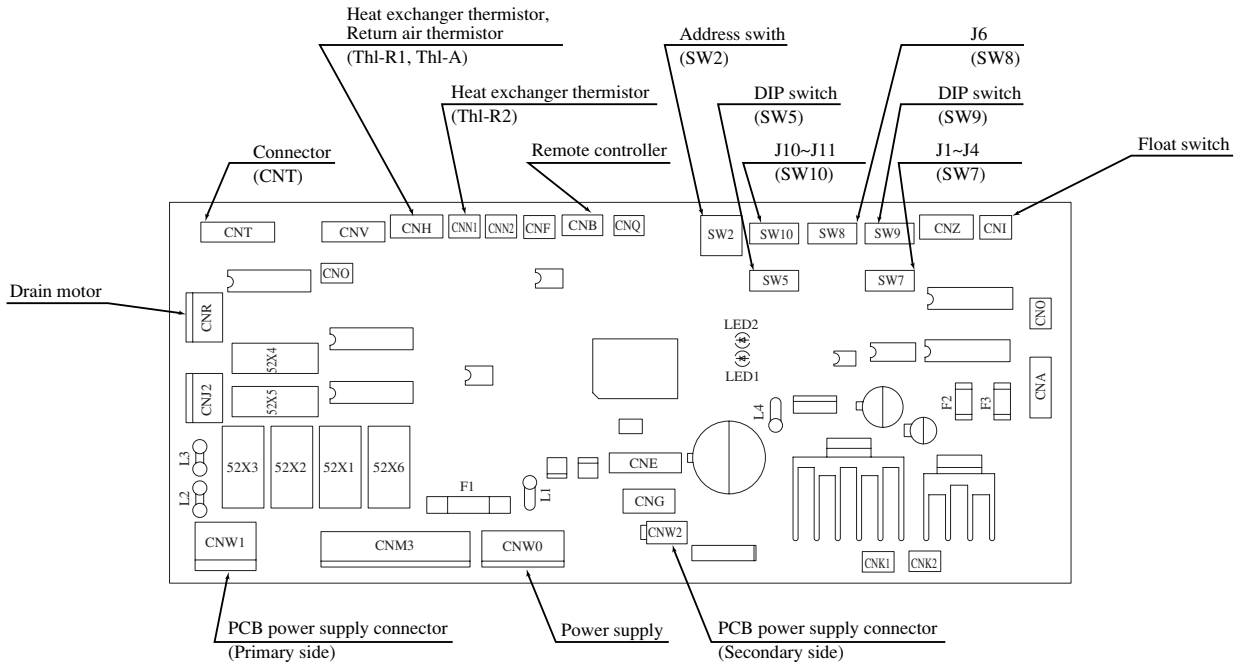 Heat exchanger thermistor,
Return air thermistor
(Thl-R1, Thl-A)
Address swith
(SW2)
J6
(SW8)
Heat exchanger thermistor
(Thl-R2)
DIP switch
(SW5)
DIP switch
(SW9)
Connector
(CNT)
Remote controller
J10~J11
(SW10)
J1~J4
(SW7)
Float switch
CNT
CNV
CNH
CNN1
CNN2
CNF
CNB
CNQ
SW2
SW10
SW8
SW9
CNZ
CNI
CNO
SW5
SW7
Drain motor
CNR
CNO
LED2
LED1
52X4
52X5
CNJ2
CNA
F2
F3
L4
L3
L2
52X3
52X2
52X1
52X6
F1
L1
CNE
CNG
CNW1
CNM3
CNW0
CNW2
CNK1
CNK2
PCB power supply connector
(Primary side)
Power supply
PCB power supply connector
(Secondary side)